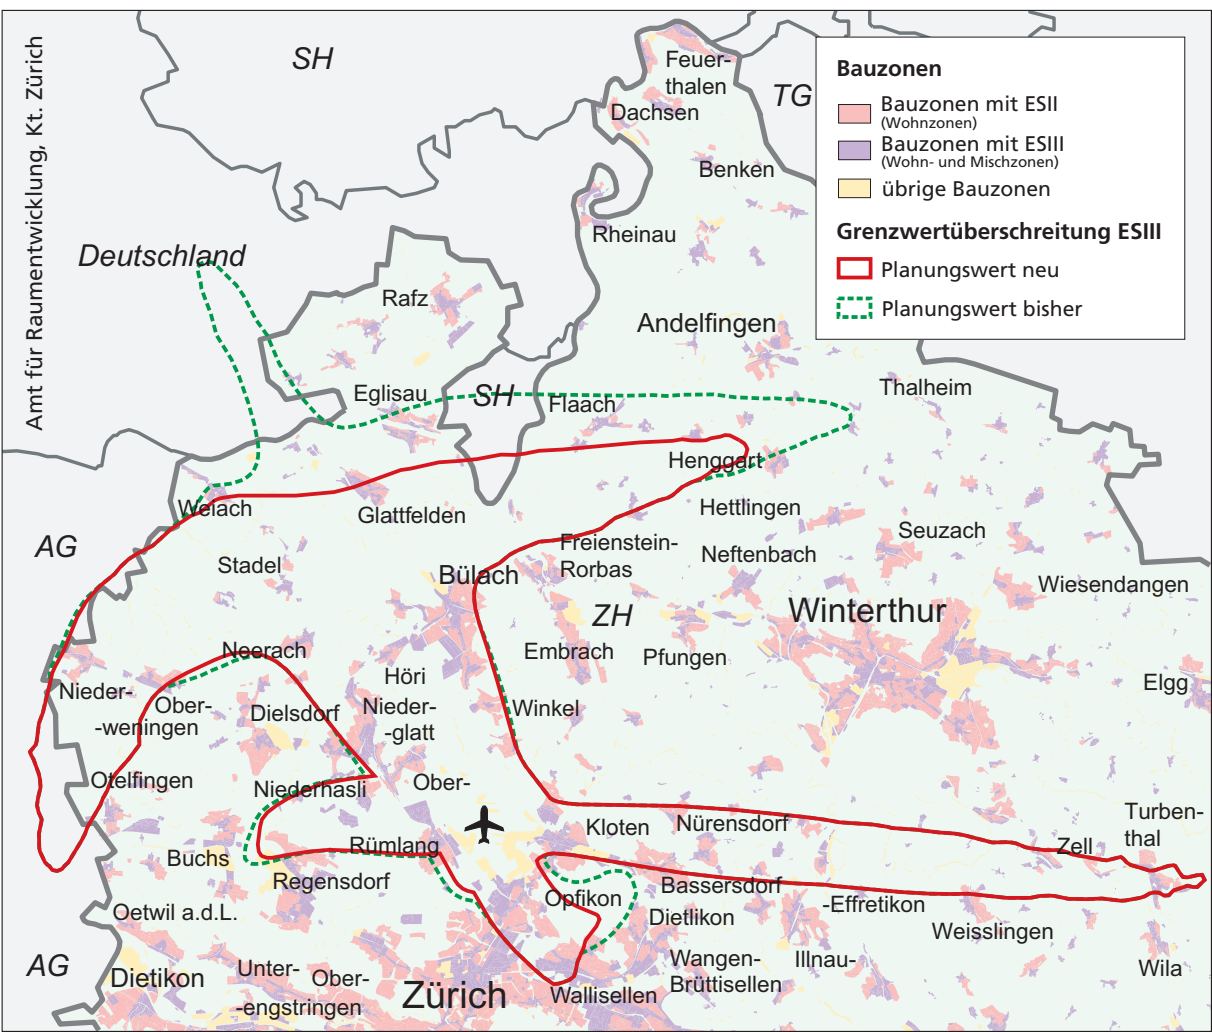 Amt für Raumentwicklung, Kt. Zürich
SH
TG
Feuer-
thalen
Dachsen
Benken
Rheinau
Deutschland
Rafz
Andelfingen
Bauzonen
Bauzonen mit ESII
(Wohnzonen)
Bauzonen mit ESIII
(Wohn- und Mischzonen)
übrige Bauzonen
Grenzwertüberschreitung ESIII
Planungswert neu
Planungswert bisher
Eglisau
SH
Flaach
Thalheim
Henggart
Weiach
Glattfelden
Hettlingen
AG
Stadel
Bülach
Freienstein-
Rorbas
Neftenbach
Seuzach
Wiesendangen
ZH
Winterthur
Neerach
Höri
Embrach
Pfungen
Elgg
Nieder-
Ober-
-weningen
Dielsdorf
Nieder-
-glatt
Winkel
Otelfingen
Niederhasli
Ober-
Kloten
Nürensdorf
Turben-
thal
Zell
Buchs
Rümlang
Regensdorf
Opfikon
Bassersdorf
-Effretikon
Oetwil a.d.L.
Dietlikon
Weisslingen
AG
Dietikon
Unter-
Ober-
-engstringen
Zürich
Wallisellen
Wangen-
Brüttisellen
Illnau-
Wila